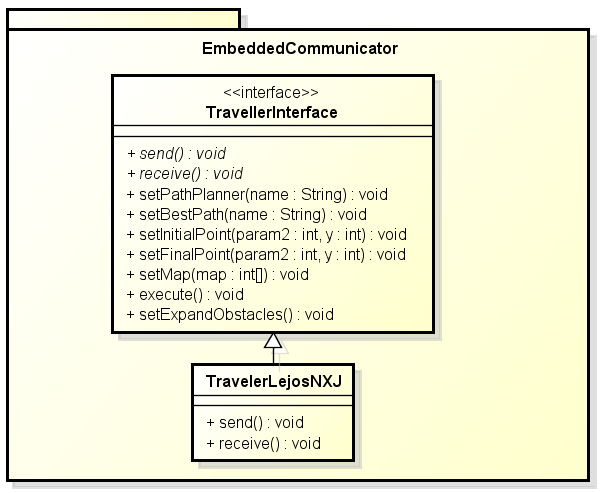 EmbeddedCommunicator
<<interface>>
TravellerInterface
+ send() : void
+ receive() : void
+ setPathPlanner(name : String) : void
+ setBestPath(name : String) : void
+ setInitialPoint(param2 : int, y : int) : void
+ setFinalPoint(param2 : int, y : int) : void
+ setMap(map : int[]) : void
+ execute() : void
+ setExpandObstacles() : void
TravelerLejosNXJ
+ send() : void
+ receive() : void